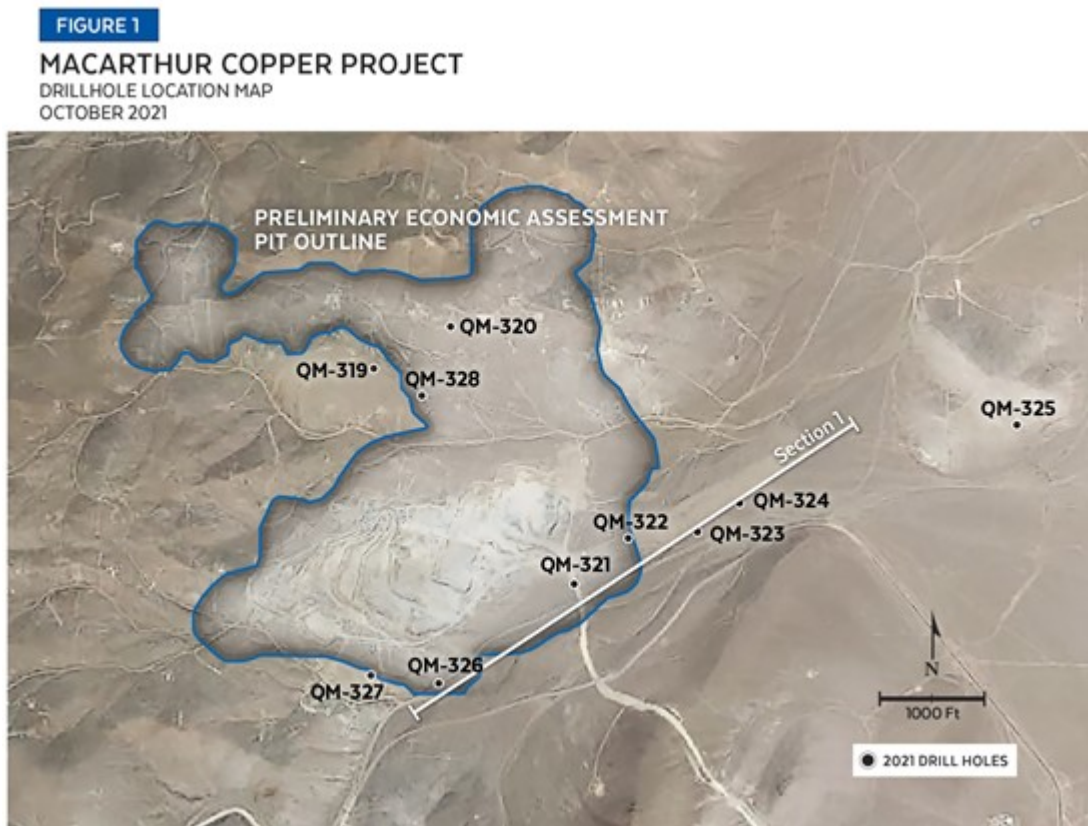 FIGURE 1
MACARTHUR COPPER PROJECT
DRILLHOLE LOCATION MAP
OCTOBER 2021
PRELIMINARY ECONOMIC ASSESSMENT
PIT OUTLINE
QM-320
QM-319
QM-328
QM-325
Section 1
QM-324
QM-322
QM-323
QM-321
QM-326
QM-327
N
1000 Ft
2021 DRILL HOLES